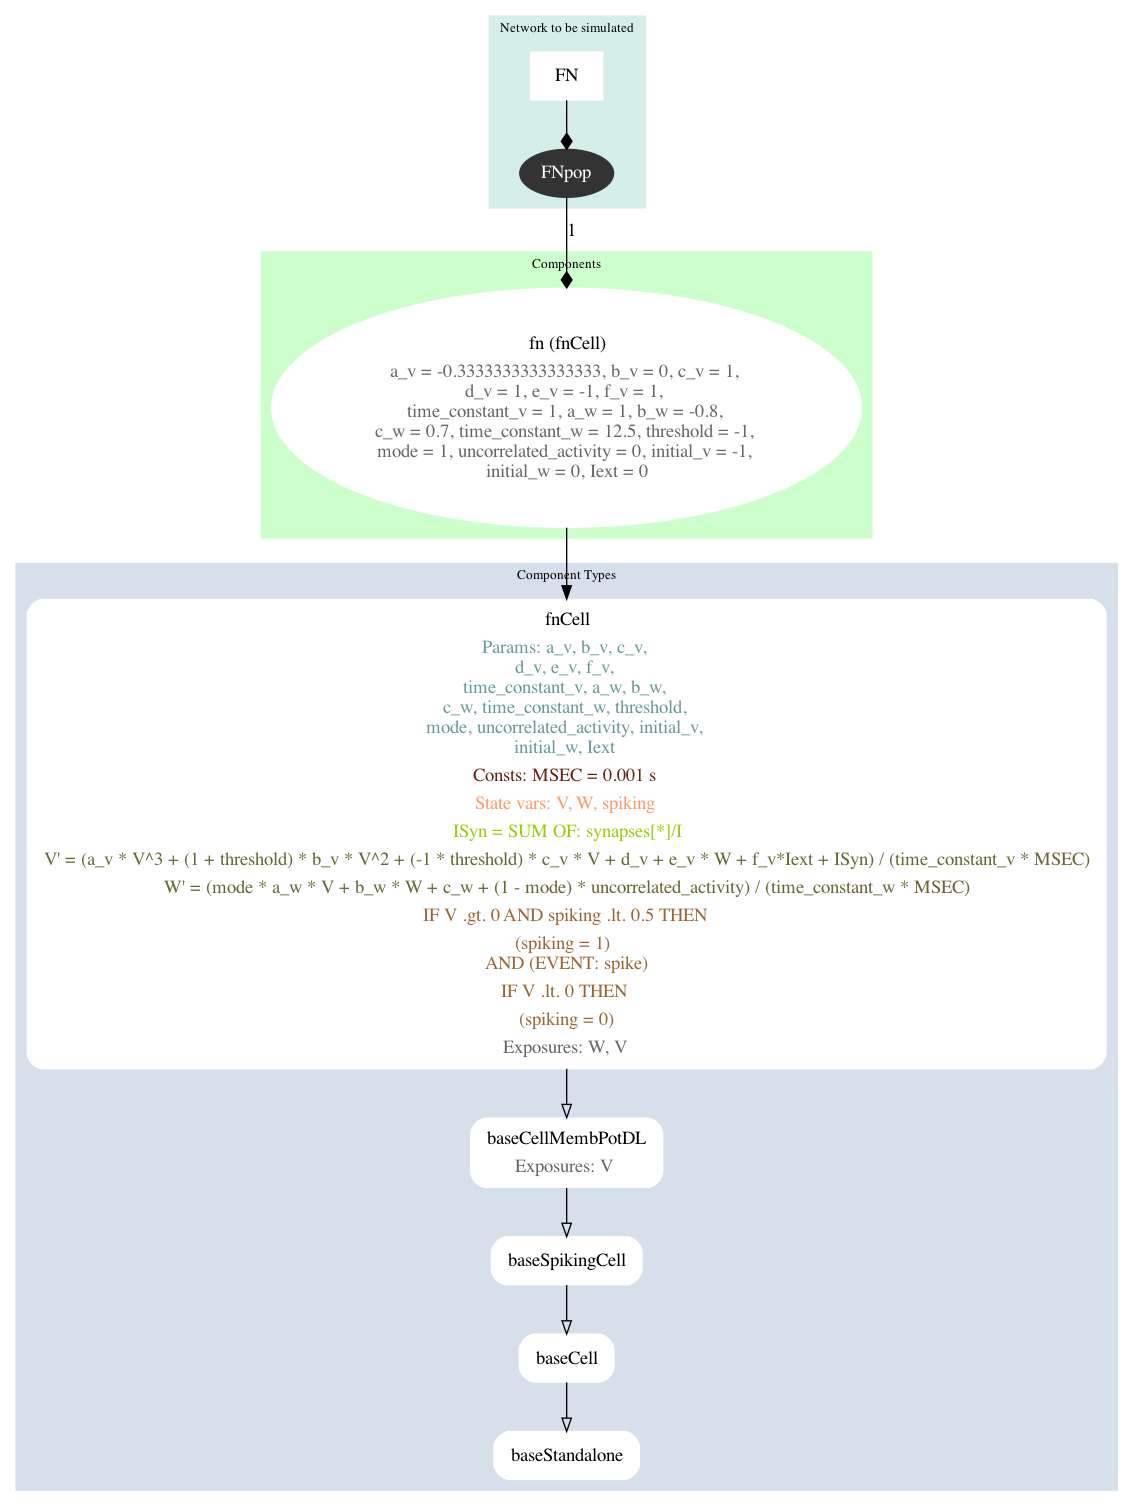 Network to be simulated
FN
FNpop
1
Components
fn (fnCell)
a_v = -0.3333333333333333, b_v = 0, c_v = 1,
d_v = 1, e_v = -1, f_v = 1,
time_constant_v = 1, a_w = 1, b_w = -0.8,
c_w = 0.7, time_constant_w = 12.5, threshold = -1,
mode = 1, uncorrelated_activity = 0, initial_v = -1,
initial_w = 0, Iext = 0
Component Types
fnCell
Params: a_v, b_v, c_v,
d_v, e_v, f_v,
time_constant_v, a_w, b_w,
c_w, time_constant_w, threshold,
mode, uncorrelated_activity, initial_v,
initial_w, Iext
Consts: MSEC = 0.001 s
State vars: V, W, spiking
ISyn = SUM OF: synapses[*]/I
V' = (a_v * V^3 + (1 + threshold) * b_v * V^2 + (-1 * threshold) * c_v * V + d_v + e_v * W + f_v*Iext + ISyn) / (time_constant_v * MSEC)
W' = (mode * a_w * V + b_w * W + c_w + (1 - mode) * uncorrelated_activity) / (time_constant_w * MSEC)
IF V .gt. 0 AND spiking .lt. 0.5 THEN
(spiking = 1)
AND (EVENT: spike)
IF V .lt. 0 THEN
(spiking = 0)
Exposures: W, V
baseCellMembPotDL
Exposures: V
baseSpikingCell
baseCell
baseStandalone